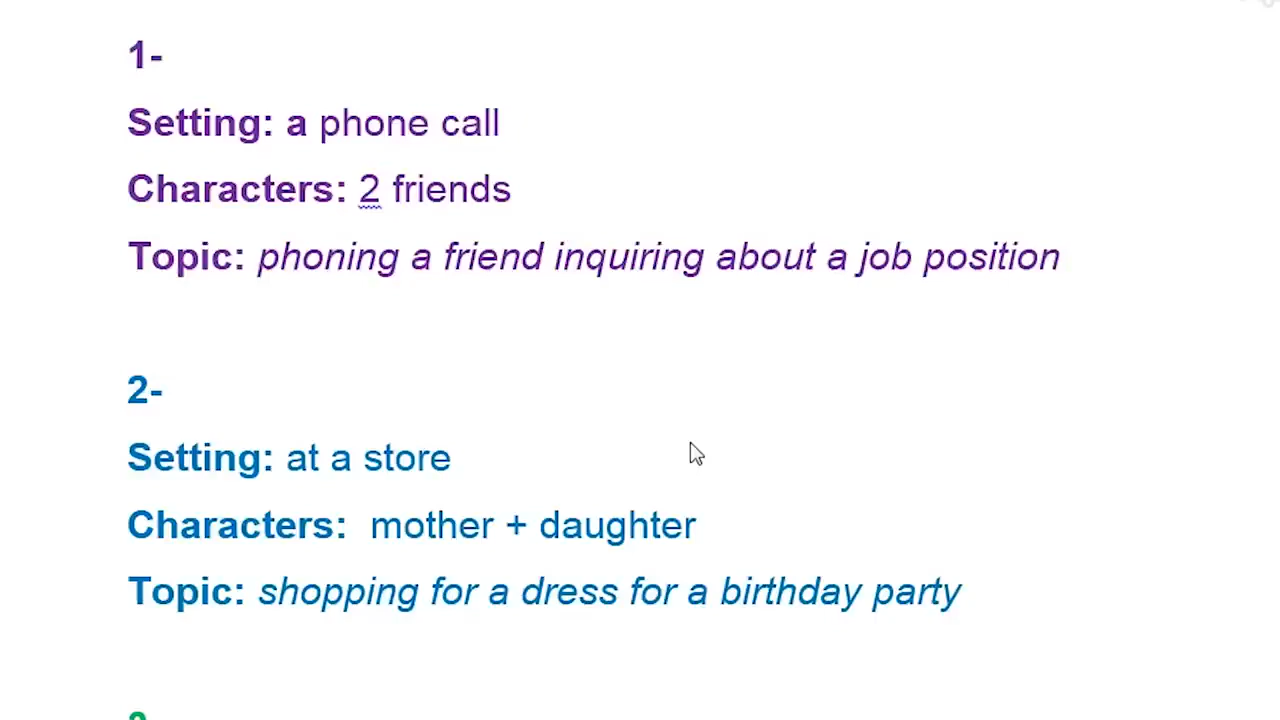 1-
Setting: a phone call
Characters: 2 friends
Topic: phoning a friend inquiring about a job position
2-
Setting: at a store
Characters:  mother + daughter
Topic: shopping for a dress for a birthday party